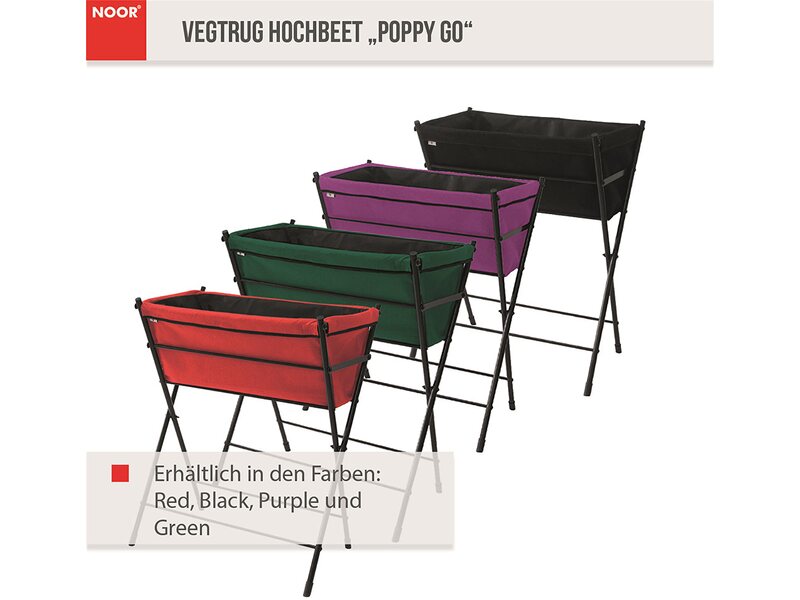 NOOR®
VEGTRUG HOCHBEET „POPPY GO“
Erhältlich in den Farben:
Red, Black, Purple und
Green